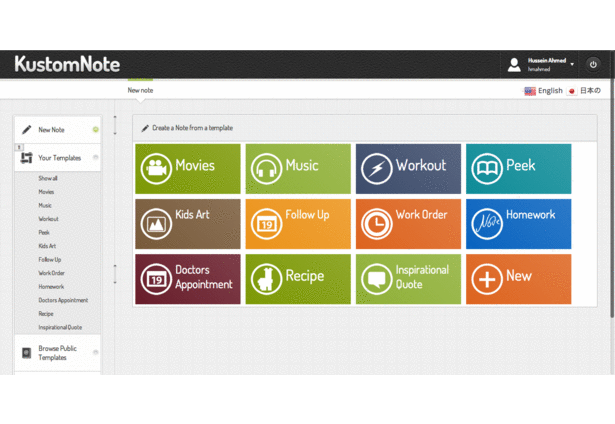 KustomNote
Hussein Ahmed
hmahmed
New note
English
日本の
New Note
Your Templates
Show all
Movies
Music
Workout
Peek
Kids Art
Follow Up
Work Order
Homework
Doctors Appointment
Recipe
Inspirational Quote
Browse Public
Templates
Create a Note from a template
Movies
Music
Workout
Peek
Kids Art
19
Follow Up
Work Order
Note
Homework
19
Doctors
Appointment
Recipe
Inspirational
Quote
New